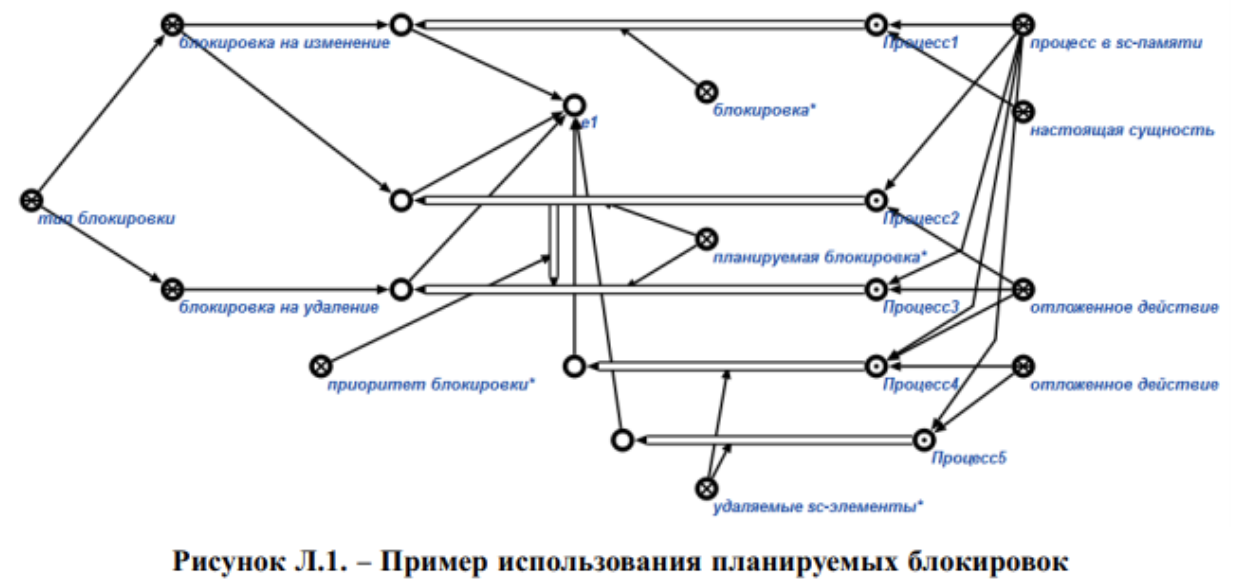 блокировка на изменение
Процесс1
процесс в sc-памяти
блокировка*
e1
настоящая сущность
тип блокировки
Процесс2
планируемая блокировка*
блокировка на удаление
Процесс3
отложенное действие
приоритет блокировки*
Процесс4
отложенное действие
Процесс5
удаляемые sc-элементы*
Рисунок Л.1. – Пример использования планируемых блокировок